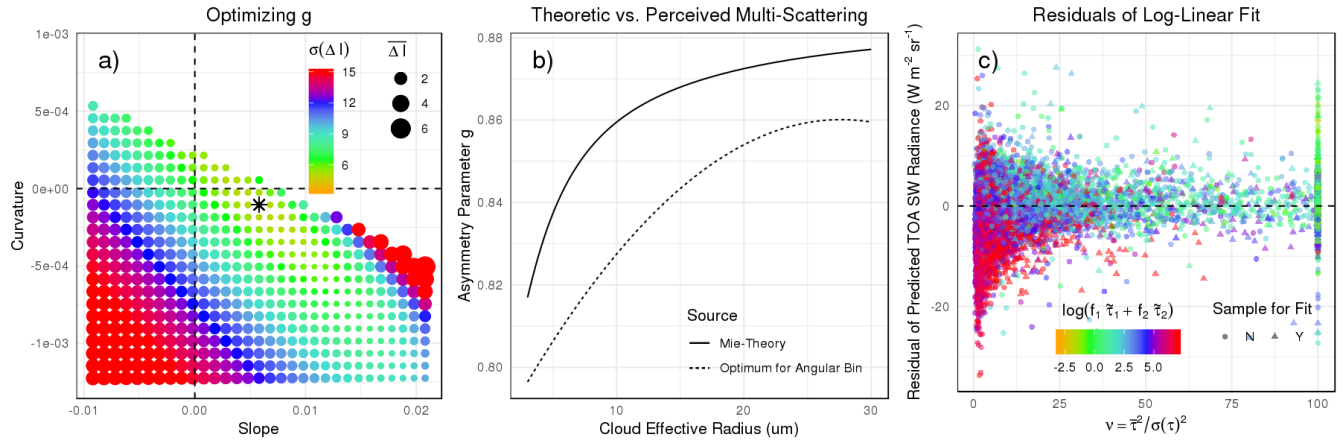 Optimizing g
a)
σ(Δ I)
15
12
9
6
Δ I
2
4
6
1e-03
5e-04
0e+00
-5e-04
-1e-03
Curvature
-0.01
0.00
0.01
0.02
Slope
Theoretic vs. Perceived Multi-Scattering
b)
0.88
0.86
0.84
0.82
0.80
Asymmetry Parameter g
Source
Mie-Theory
Optimum for Angular Bin
10
20
30
Cloud Effective Radius (um)
Residuals of Log-Linear Fit
c)
20
0
-20
Residual of Predicted TOA SW Radiance (W m⁻² sr⁻¹)
log(f₁ τ̃₁ + f₂ τ̃₂)
-2.5 0.0 2.5 5.0
Sample for Fit
N
Y
0
25
50
75
100
ν = τ̄²/σ(τ)²